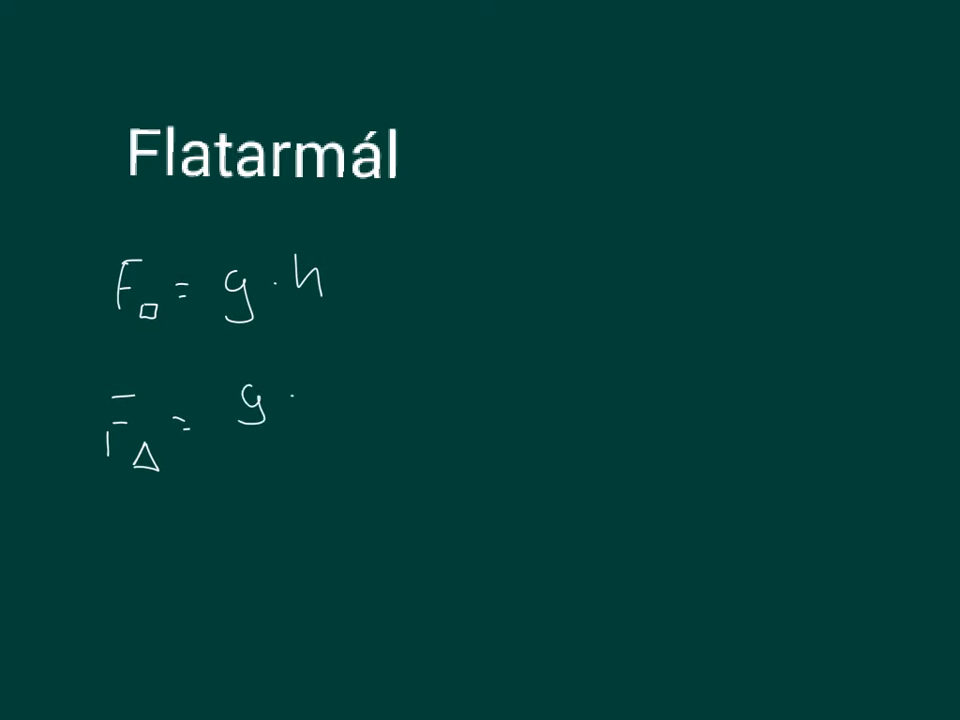 Flatarmál
F□ = g · h
F△ = g ·